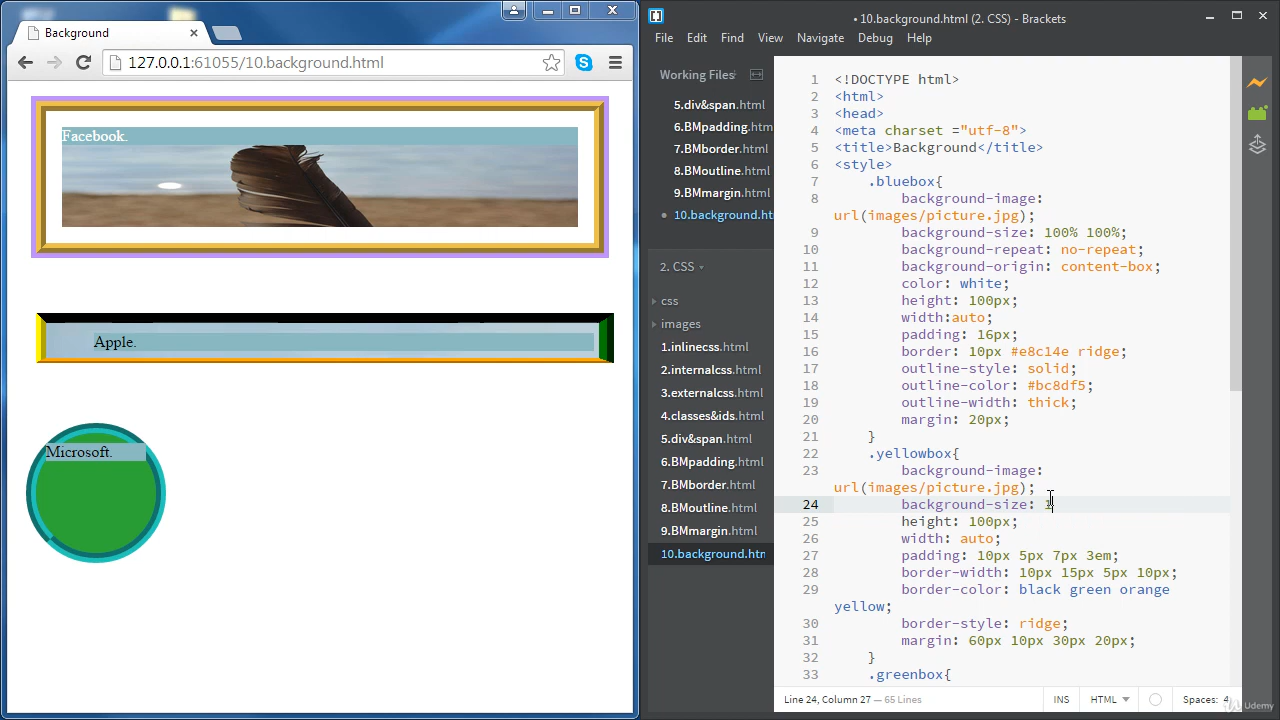 Background
127.0.0.1:61055/10.background.html
Facebook.
Apple.
Microsoft.
• 10.background.html (2. CSS) - Brackets
File Edit Find View Navigate Debug Help
Working Files
5.div&span.html
6.BMpadding.htm
7.BMborder.html
8.BMoutline.html
9.BMmargin.html
10.background.ht
2. CSS
css
images
1.inlinecss.html
2.internalcss.html
3.externalcss.html
4.classes&ids.html
5.div&span.html
6.BMpadding.html
7.BMborder.html
8.BMoutline.html
9.BMmargin.html
10.background.htn
1 <!DOCTYPE html>
2 <html>
3 <head>
4 <meta charset ="utf-8">
5 <title>Background</title>
6 <style>
7 .bluebox{
8 background-image:
url(images/picture.jpg);
9 background-size: 100% 100%;
10 background-repeat: no-repeat;
11 background-origin: content-box;
12 color: white;
13 height: 100px;
14 width:auto;
15 padding: 16px;
16 border: 10px #e8c14e ridge;
17 outline-style: solid;
18 outline-color: #bc8df5;
19 outline-width: thick;
20 margin: 20px;
21 }
22 .yellowbox{
23 background-image:
url(images/picture.jpg);
24 background-size: 1
25 height: 100px;
26 width: auto;
27 padding: 10px 5px 7px 3em;
28 border-width: 10px 15px 5px 10px;
29 border-color: black green orange
yellow;
30 border-style: ridge;
31 margin: 60px 10px 30px 20px;
32 }
33 .greenbox{
Line 24, Column 27 — 65 Lines
INS HTML Spaces: 4
Udemy